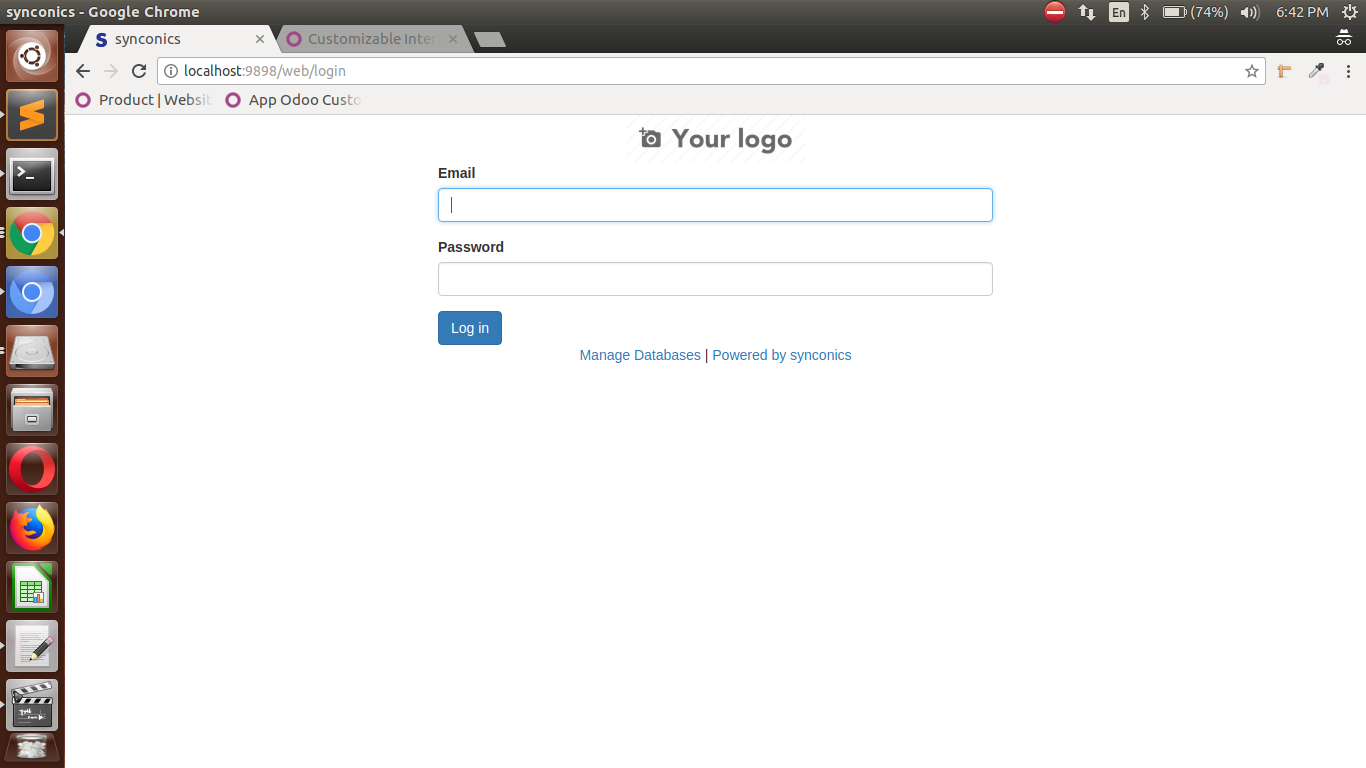 synconics - Google Chrome
En
(74%)
6:42 PM
synconics
Customizable Inter
localhost:9898/web/login
Product | Websit
App Odoo Custo
Your logo
Email
Password
Log in
Manage Databases | Powered by synconics